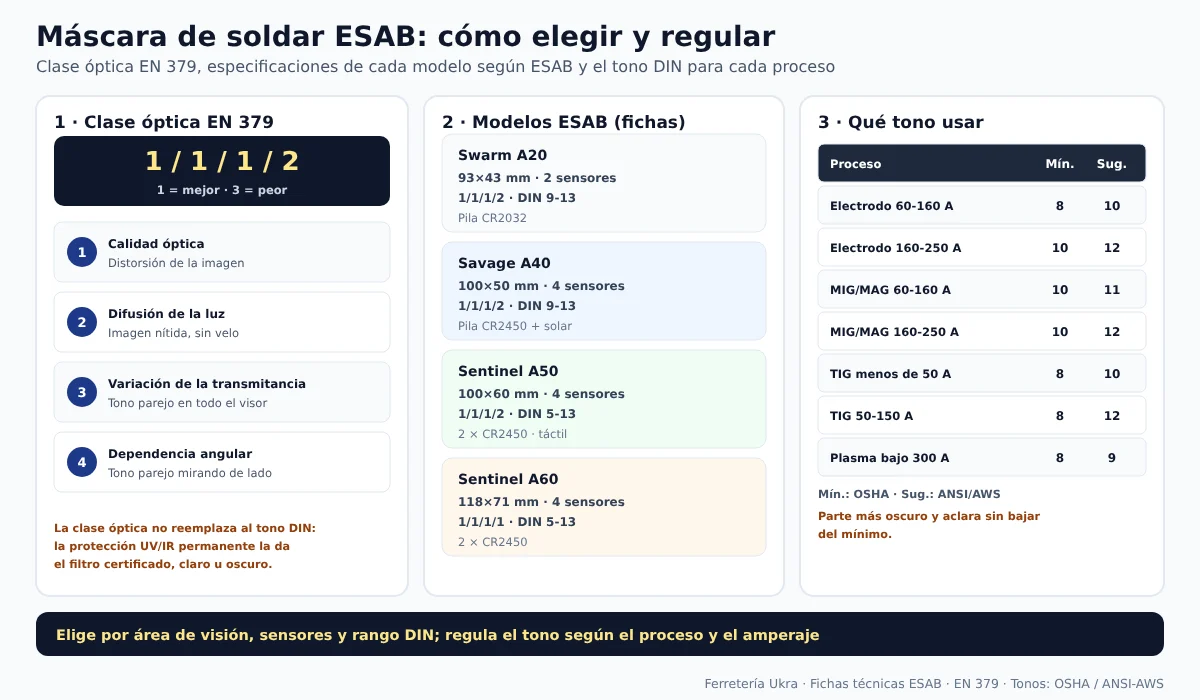 Máscara de soldar ESAB: cómo elegir y regular
Clase óptica EN 379, especificaciones de cada modelo según ESAB y el tono DIN para cada proceso
1 · Clase óptica EN 379
1 / 1 / 1 / 2
1 = mejor · 3 = peor
1
Calidad óptica
Distorsión de la imagen
2
Difusión de la luz
Imagen nítida, sin velo
3
Variación de la transmitancia
Tono parejo en todo el visor
4
Dependencia angular
Tono parejo mirando de lado
La clase óptica no reemplaza al tono DIN:
la protección UV/IR permanente la da
el filtro certificado, claro u oscuro.
2 · Modelos ESAB (fichas)
Swarm A20
93×43 mm · 2 sensores
1/1/1/2 · DIN 9-13
Pila CR2032
Savage A40
100×50 mm · 4 sensores
1/1/1/2 · DIN 9-13
Pila CR2450 + solar
Sentinel A50
100×60 mm · 4 sensores
1/1/1/2 · DIN 5-13
2 × CR2450 · táctil
Sentinel A60
118×71 mm · 4 sensores
1/1/1/1 · DIN 5-13
2 × CR2450
3 · Qué tono usar
Proceso Mín. Sug.
Electrodo 60-160 A 8 10
Electrodo 160-250 A 10 12
MIG/MAG 60-160 A 10 11
MIG/MAG 160-250 A 10 12
TIG menos de 50 A 8 10
TIG 50-150 A 8 12
Plasma bajo 300 A 8 9
Mín.: OSHA · Sug.: ANSI/AWS
Parte más oscuro y aclara sin bajar
del mínimo.
Elige por área de visión, sensores y rango DIN; regula el tono según el proceso y el amperaje
Ferretería Ukra · Fichas técnicas ESAB · EN 379 · Tonos: OSHA / ANSI-AWS